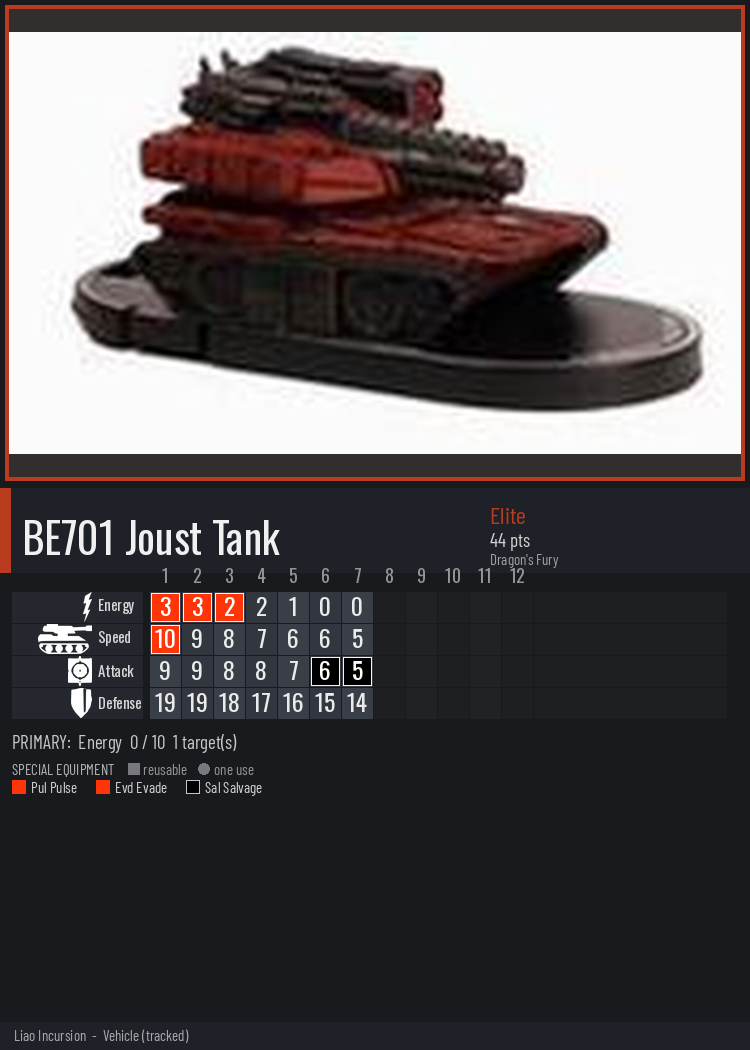 BE701 Joust Tank
Elite
44 pts
Dragon's Fury
1 2 3 4 5 6 7 8 9 10 11 12
Energy 3 3 2 2 1 0 0
Speed 10 9 8 7 6 6 5
Attack 9 9 8 8 7 6 5
Defense 19 19 18 17 16 15 14
PRIMARY: Energy 0 / 10 1 target(s)
SPECIAL EQUIPMENT reusable one use
Pul Pulse Evd Evade Sal Salvage
Liao Incursion - Vehicle (tracked)